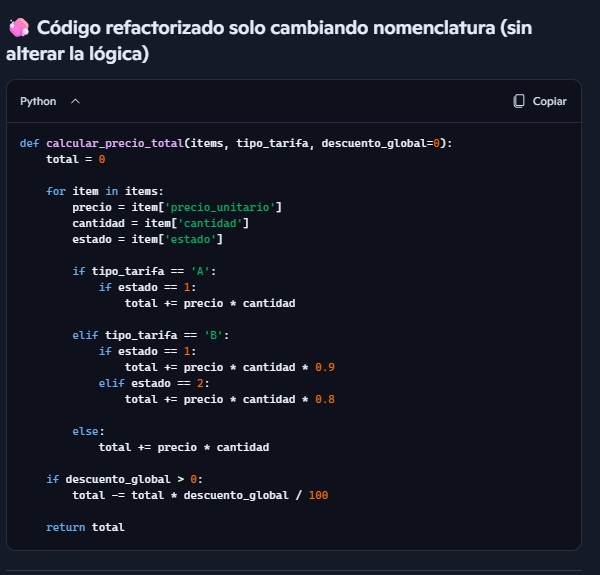 Código refactorizado solo cambiando nomenclatura (sin
alterar la lógica)
Python
Copiar
def calcular_precio_total(items, tipo_tarifa, descuento_global=0):
    total = 0
    for item in items:
        precio = item['precio_unitario']
        cantidad = item['cantidad']
        estado = item['estado']
        if tipo_tarifa == 'A':
            if estado == 1:
                total += precio * cantidad
        elif tipo_tarifa == 'B':
            if estado == 1:
                total += precio * cantidad * 0.9
            elif estado == 2:
                total += precio * cantidad * 0.8
        else:
            total += precio * cantidad
    if descuento_global > 0:
        total -= total * descuento_global / 100
    return total